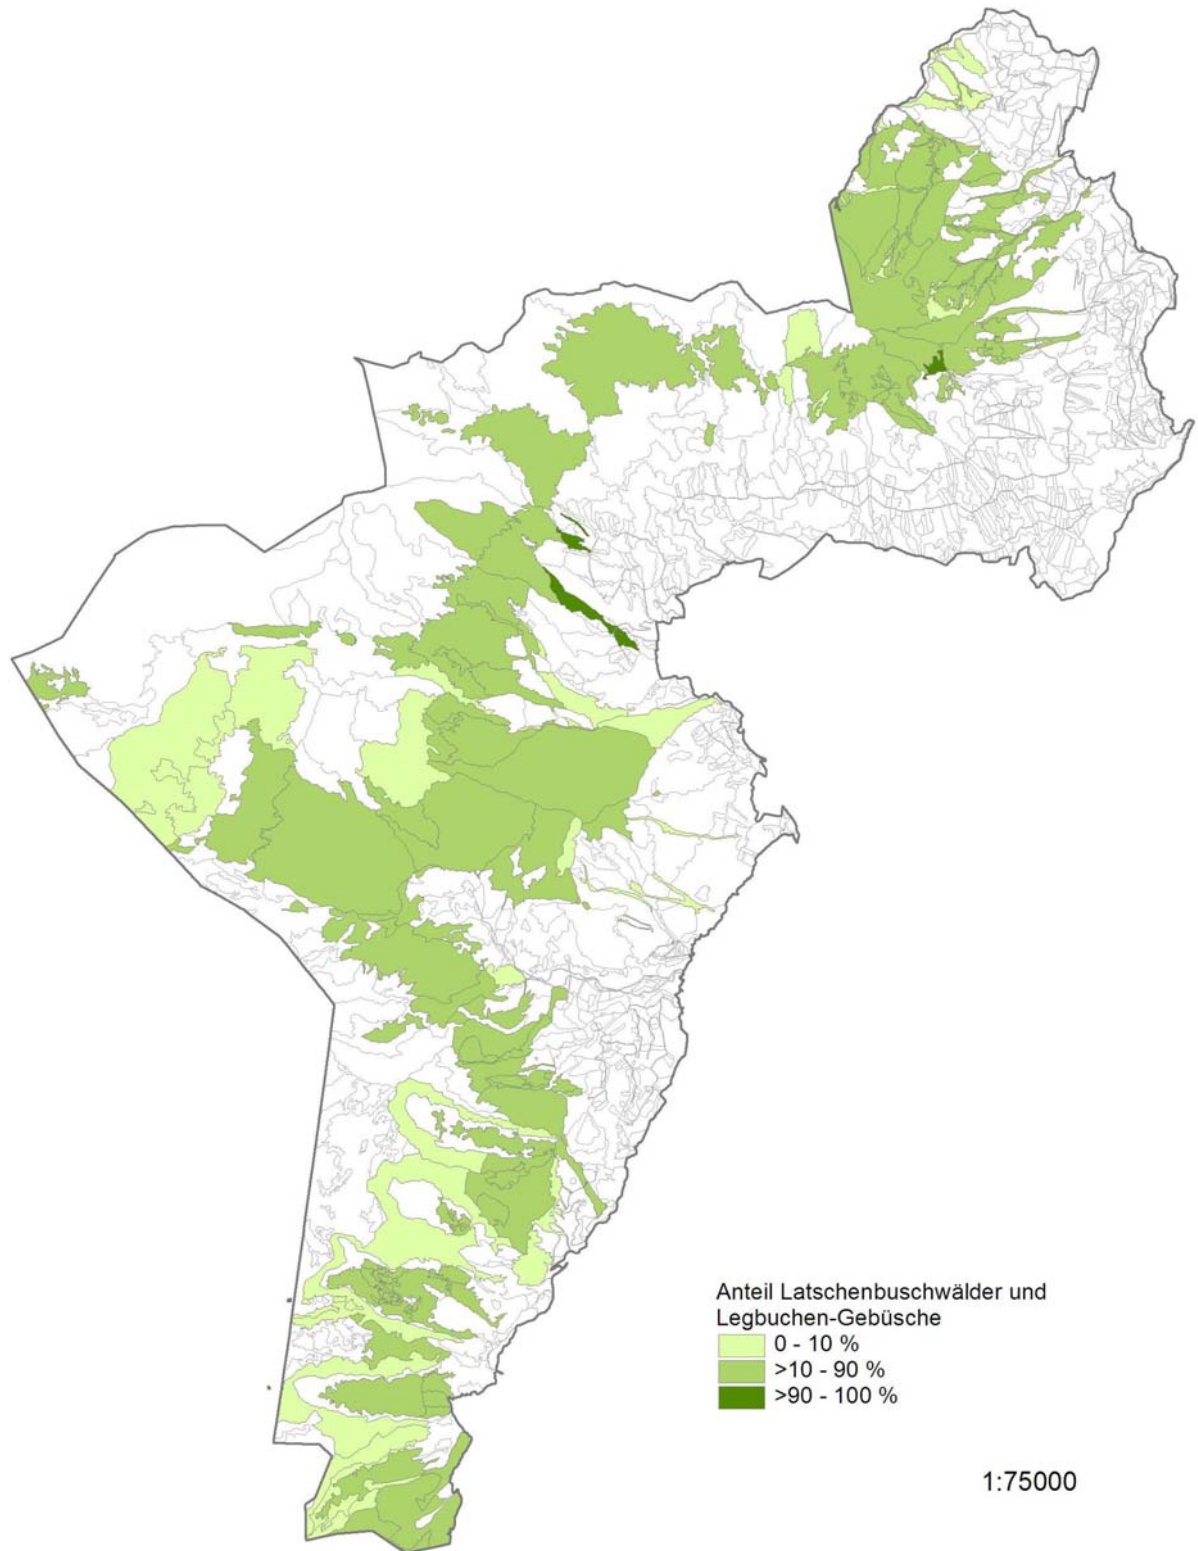 Anteil Latschenbuschwälder und
Legbuchen-Gebüsche
0 - 10 %
>10 - 90 %
>90 - 100 %
1:75000